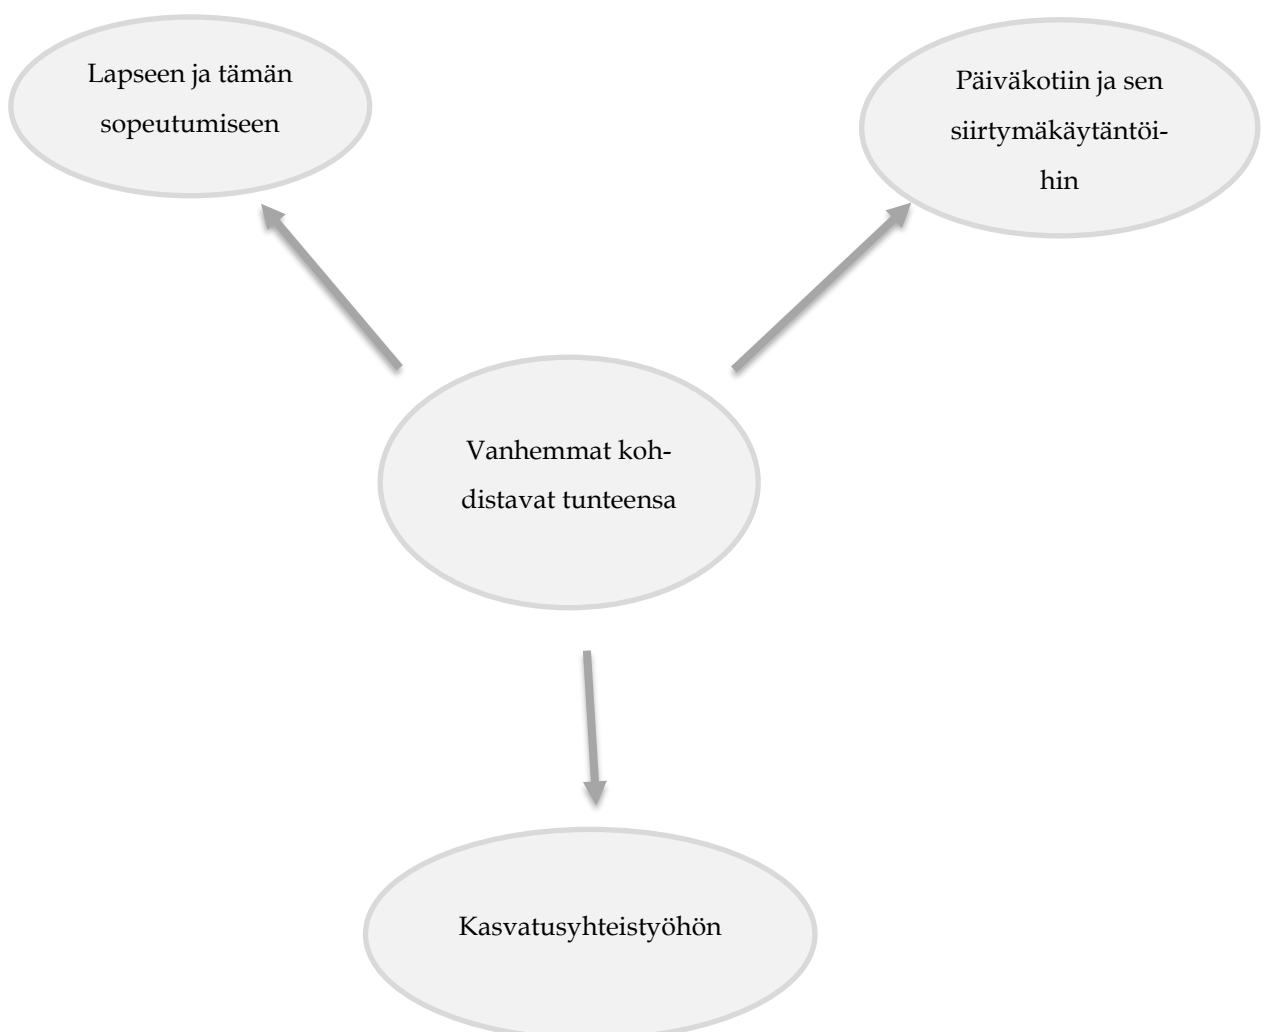 Lapseen ja tämän
sopeutumiseen
Päiväkotiin ja sen
siirtymäkäytäntöi-
hin
Vanhemmat koh-
distavat tunteensa
Kasvatusyhteistyöhön